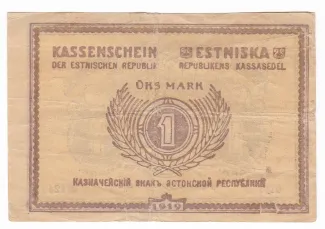 KASSENSCHEIN ESTNISKA
DER ESTNISCHEN REPUBLIK REPUBLIKENS KASSASEDEL
ÜKS MARK
1
КАЗНАЧЕЙСКІЙ ЗНАКЪ ЭСТОНСКОЙ РЕСПУБЛИКИ
1919